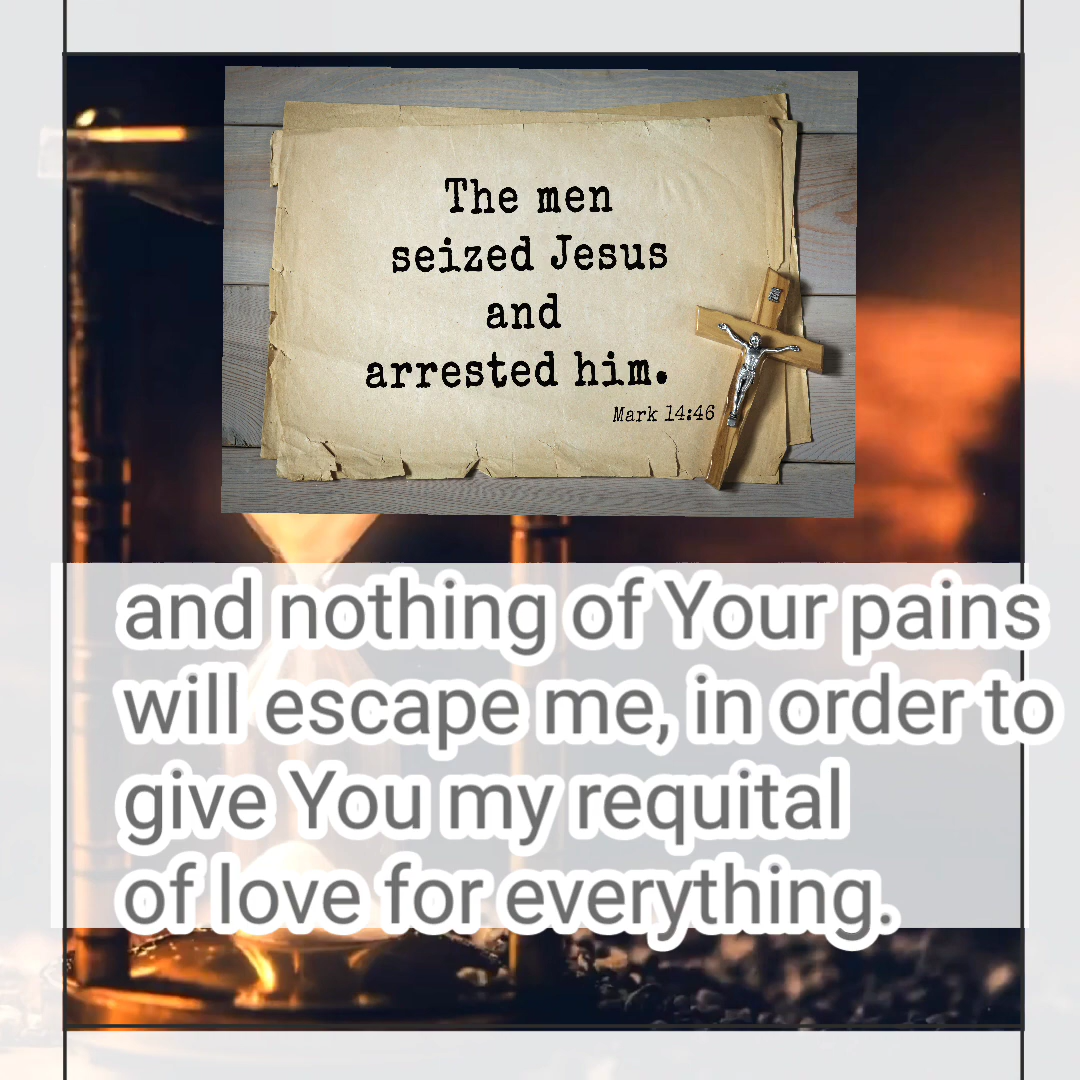 The men
seized Jesus
and
arrested him.
Mark 14:46
and nothing of Your pains
will escape me, in order to
give You my requital
of love for everything.